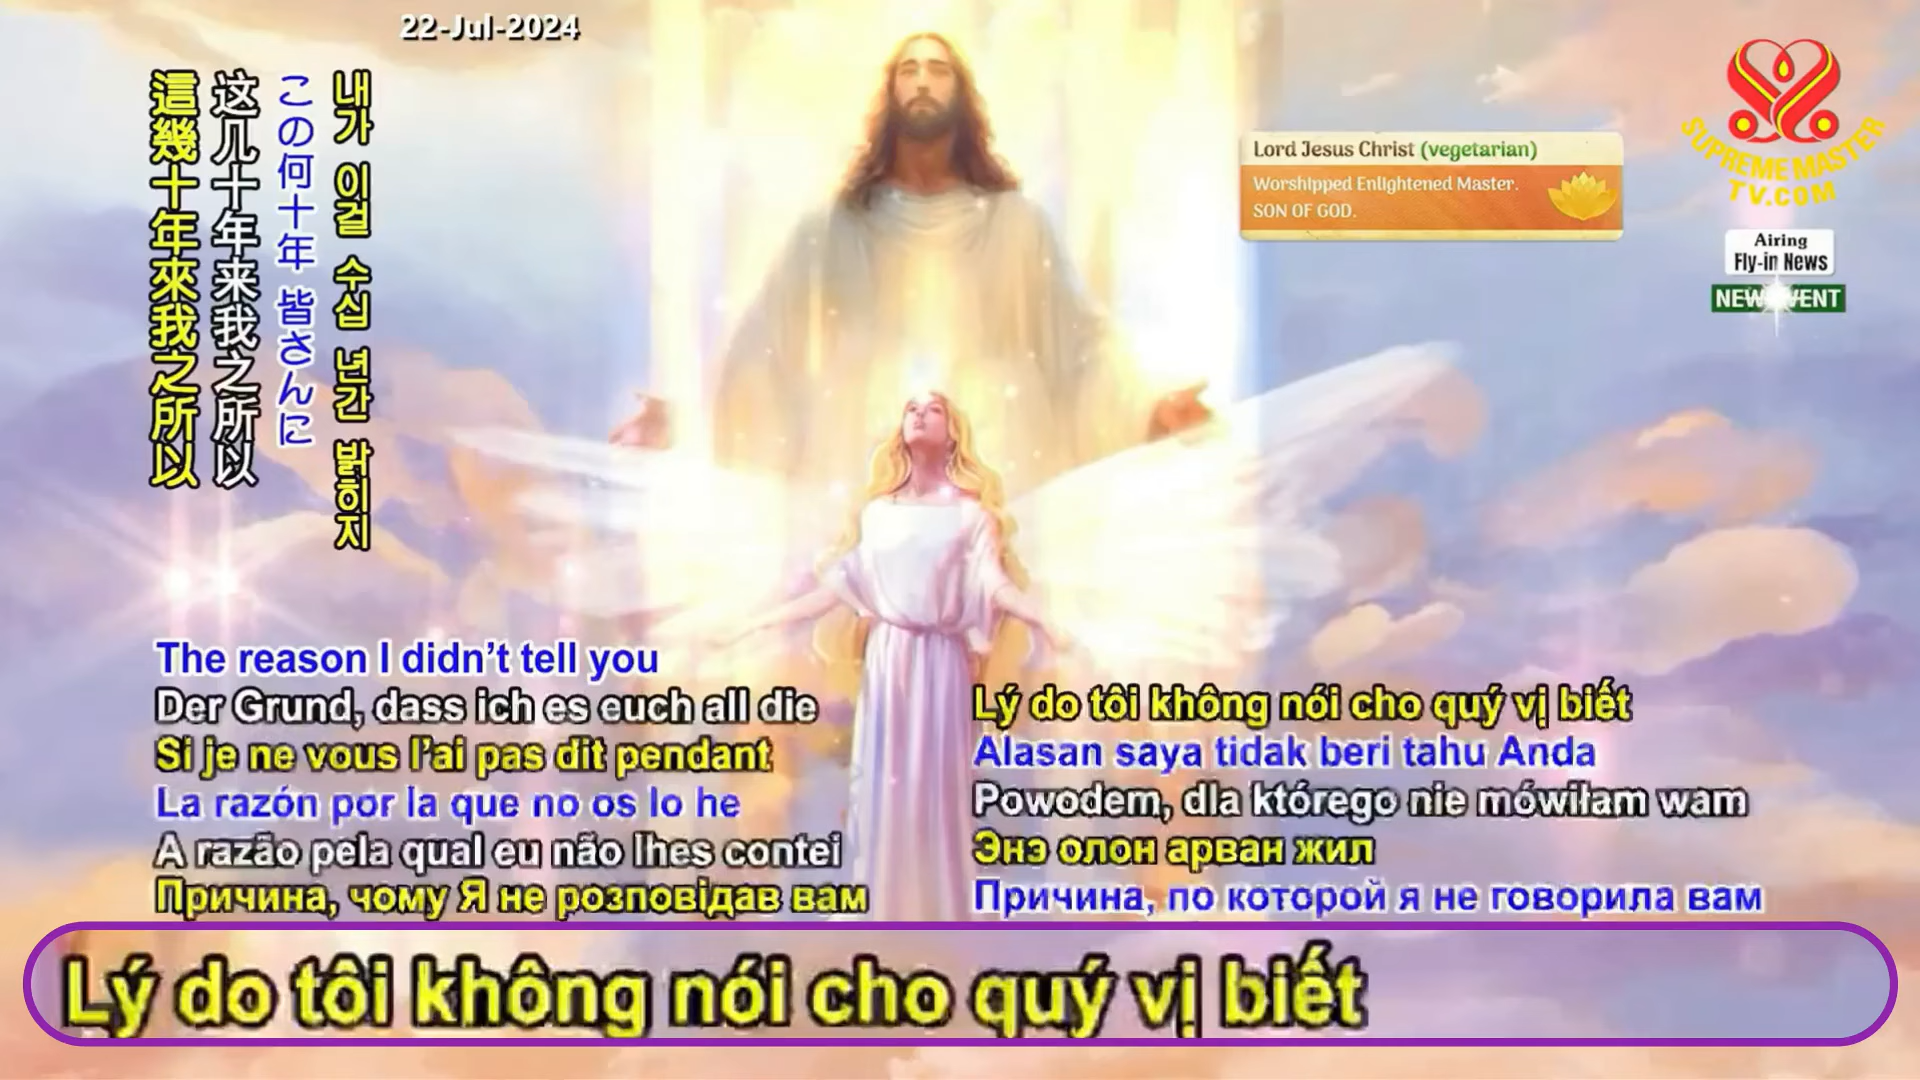 22-Jul-2024
내가 이걸 수십 년간 밝히지
この何十年 皆さんに
这几十年来我之所以
這幾十年來我之所以
Lord Jesus Christ (vegetarian)
Worshipped Enlightened Master.
SON OF GOD.
SUPREME MASTER
TV.COM
Airing
Fly-in News
NEW EVENT
The reason I didn't tell you
Der Grund, dass ich es euch all die
Si je ne vous l'ai pas dit pendant
La razón por la que no os lo he
A razão pela qual eu não lhes contei
Причина, чому Я не розповідав вам
Lý do tôi không nói cho quý vị biết
Alasan saya tidak beri tahu Anda
Powodem, dla którego nie mówiłam wam
Энэ олон арван жил
Причина, по которой я не говорила вам
Lý do tôi không nói cho quý vị biết